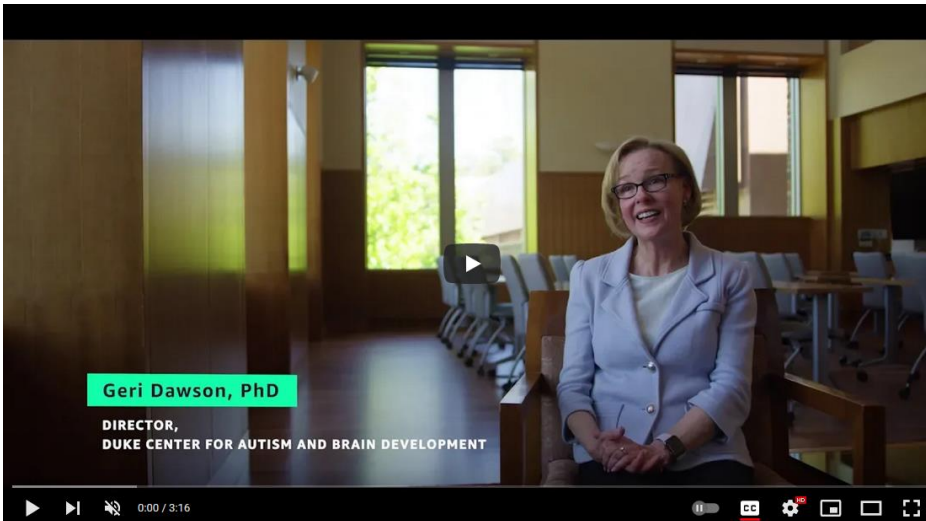 Geri Dawson, PhD
DIRECTOR,
DUKE CENTER FOR AUTISM AND BRAIN DEVELOPMENT
0:00 / 3:16
CC
HD